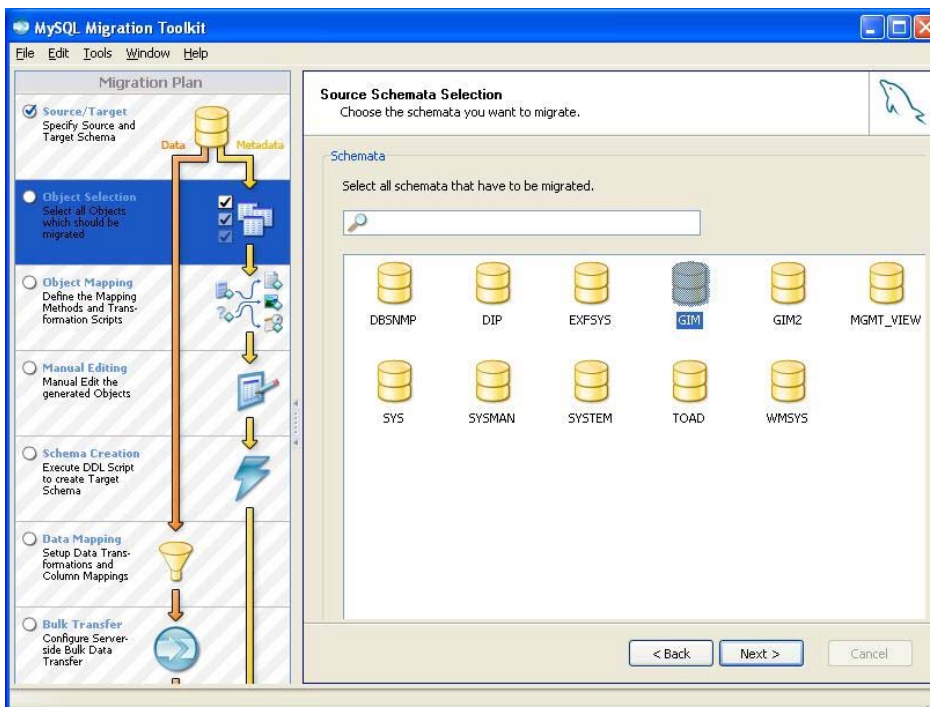 MySQL Migration Toolkit
File Edit Tools Window Help
Migration Plan
Source/Target
Specify Source and
Target Schema
Data
Metadata
Object Selection
Select all Objects
which should be
migrated
Object Mapping
Define the Mapping
Methods and Trans-
formation Scripts
Manual Editing
Manual Edit the
generated Objects
Schema Creation
Execute DDL Script
to create Target
Schema
Data Mapping
Setup Data Trans-
formations and
Column Mappings
Bulk Transfer
Configure Server-
side Bulk Data
Transfer
Source Schemata Selection
Choose the schemata you want to migrate.
Schemata
Select all schemata that have to be migrated.
DBSNMP DIP EXFSYS GIM GIM2 MGMT_VIEW
SYS SYSMAN SYSTEM TOAD WMSYS
< Back Next > Cancel